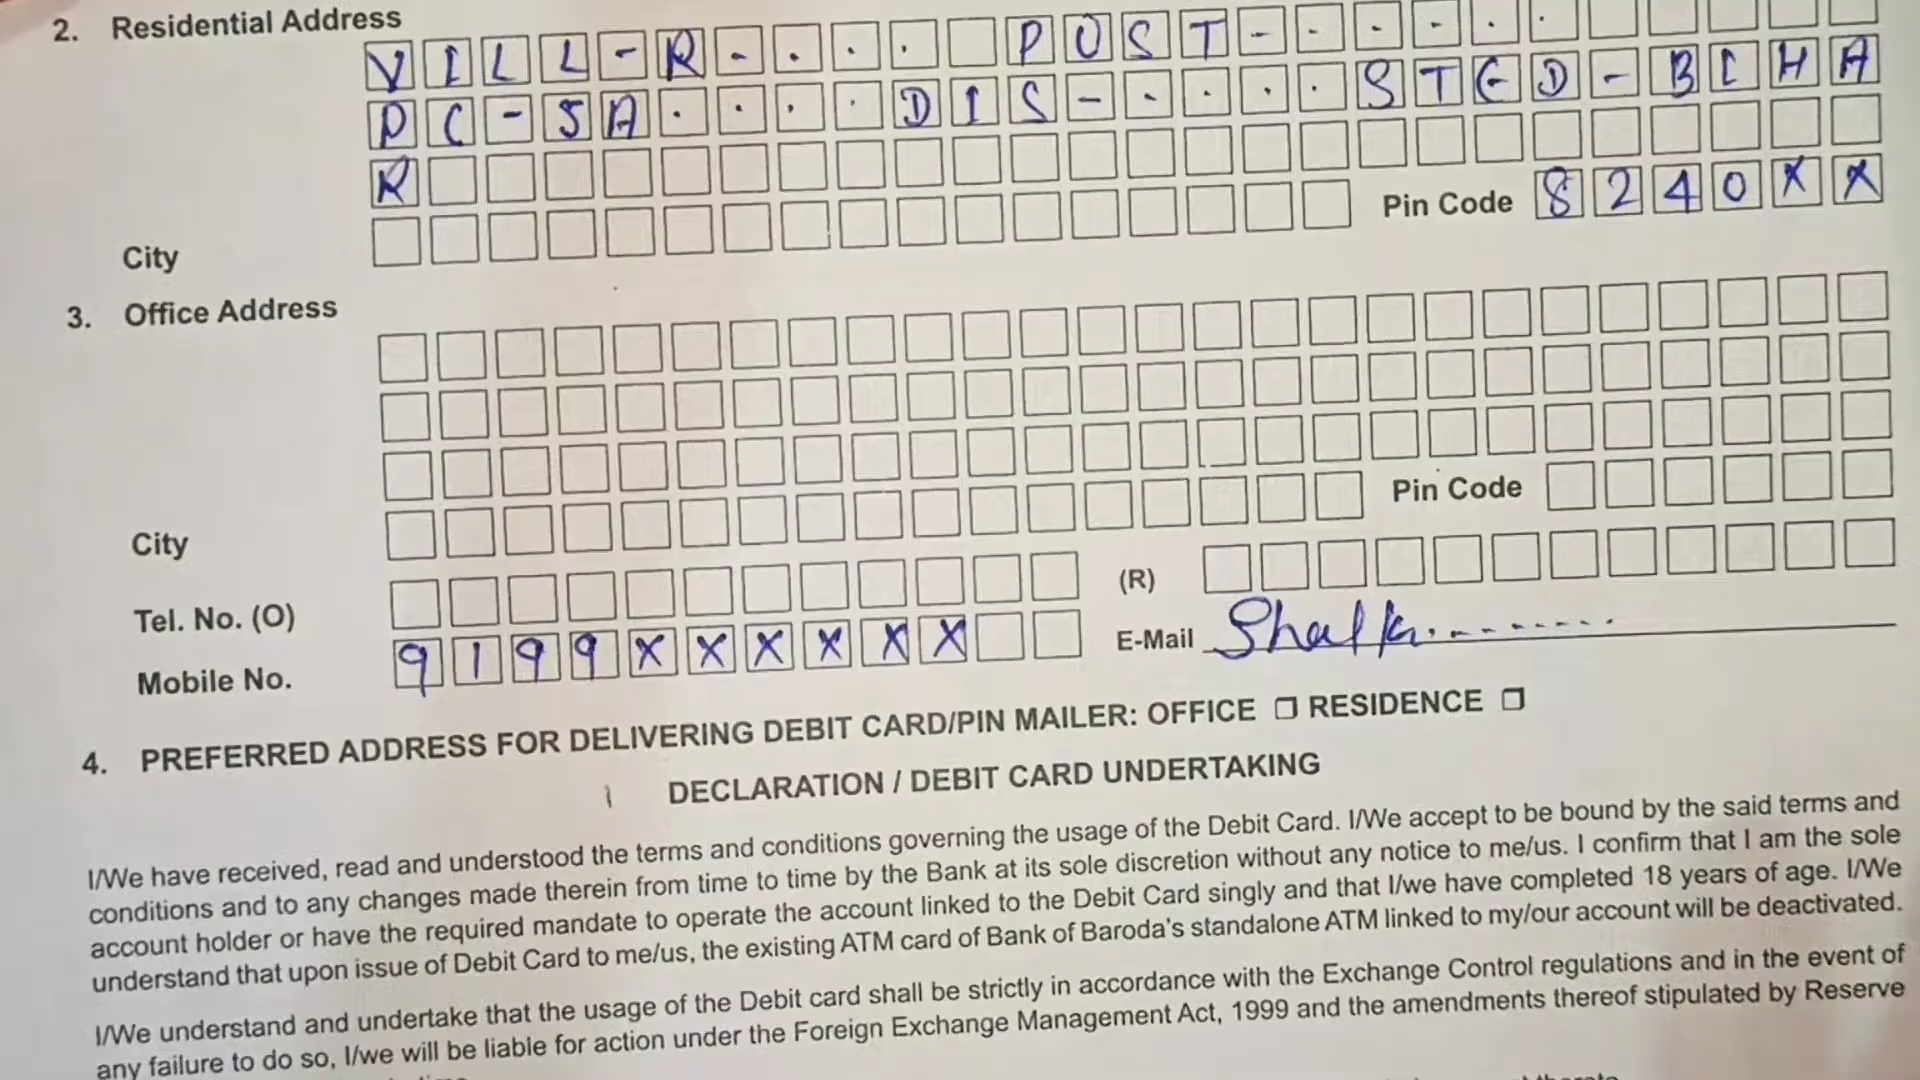 2. Residential Address
VILL-R-... POST-----.
PC-SA.... DIS--... STED-BIHA
R
City Pin Code 8240XX
3. Office Address
City Pin Code
Tel. No. (O) (R)
Mobile No. 9199XXXXXX E-Mail
4. PREFERRED ADDRESS FOR DELIVERING DEBIT CARD/PIN MAILER: OFFICE ❒ RESIDENCE ❒
DECLARATION / DEBIT CARD UNDERTAKING
I/We have received, read and understood the terms and conditions governing the usage of the Debit Card. I/We accept to be bound by the said terms and
conditions and to any changes made therein from time to time by the Bank at its sole discretion without any notice to me/us. I confirm that I am the sole
account holder or have the required mandate to operate the account linked to the Debit Card singly and that I/we have completed 18 years of age. I/We
understand that upon issue of Debit Card to me/us, the existing ATM card of Bank of Baroda's standalone ATM linked to my/our account will be deactivated.
I/We understand and undertake that the usage of the Debit card shall be strictly in accordance with the Exchange Control regulations and in the event of
any failure to do so, I/we will be liable for action under the Foreign Exchange Management Act, 1999 and the amendments thereof stipulated by Reserve